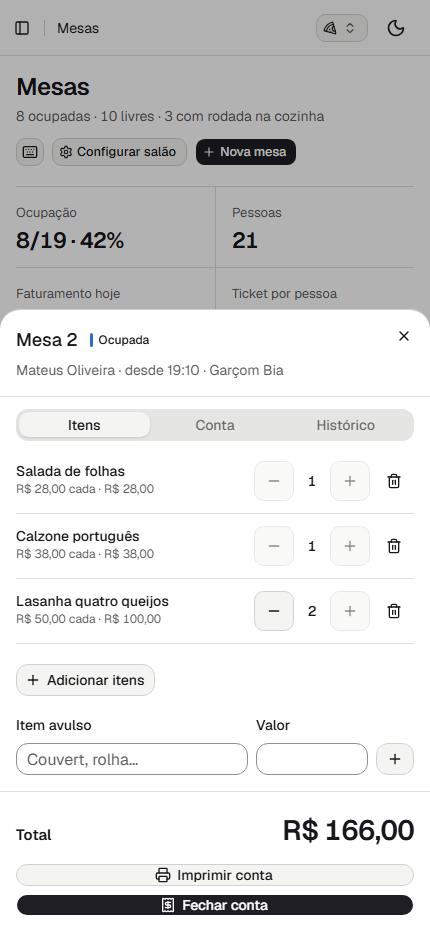 Mesas
Mesas
8 ocupadas · 10 livres · 3 com rodada na cozinha
Configurar salão
Nova mesa
Ocupação
Pessoas
8/19 · 42%
21
Faturamento hoje
Ticket por pessoa
Mesa 2
Ocupada
Mateus Oliveira · desde 19:10 · Garçom Bia
Itens
Conta
Histórico
Salada de folhas
R$ 28,00 cada · R$ 28,00
1
Calzone português
R$ 38,00 cada · R$ 38,00
1
Lasanha quatro queijos
R$ 50,00 cada · R$ 100,00
2
Adicionar itens
Item avulso
Valor
Couvert, rolha...
Total
R$ 166,00
Imprimir conta
Fechar conta